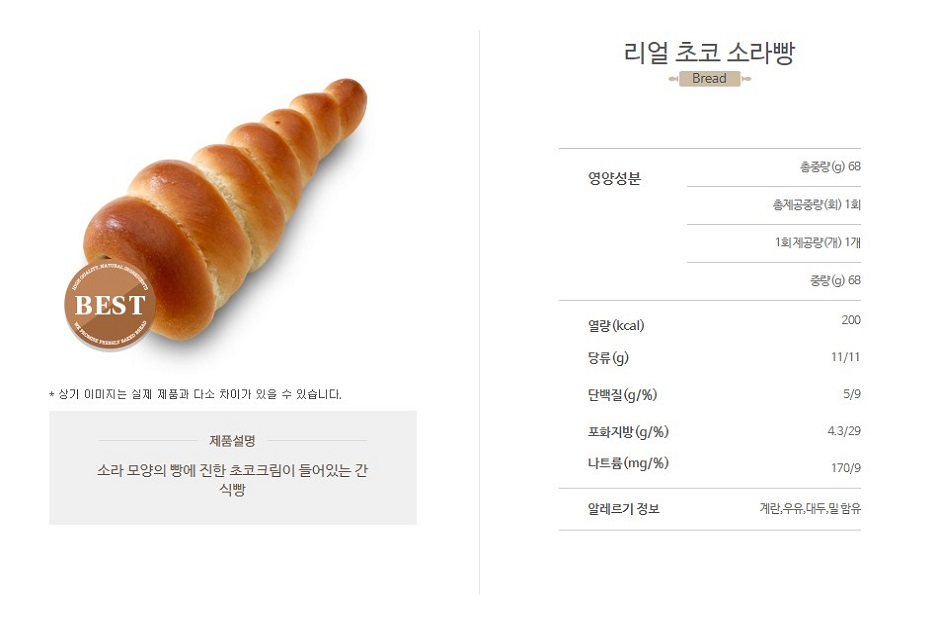 HIGH QUALITY, NATURAL INGREDIENTS
BEST
WE PROMISE FRESHLY BAKED BREAD
* 상기 이미지는 실제 제품과 다소 차이가 있을 수 있습니다.
제품설명
소라 모양의 빵에 진한 초코크림이 들어있는 간
식빵
리얼 초코 소라빵
Bread
영양성분
총중량(g) 68
총제공중량(회) 1회
1회 제공량(개) 1개
중량(g) 68
열량(kcal) 200
당류(g) 11/11
단백질(g/%) 5/9
포화지방(g/%) 4.3/29
나트륨(mg/%) 170/9
알레르기 정보 계란,우유,대두,밀 함유